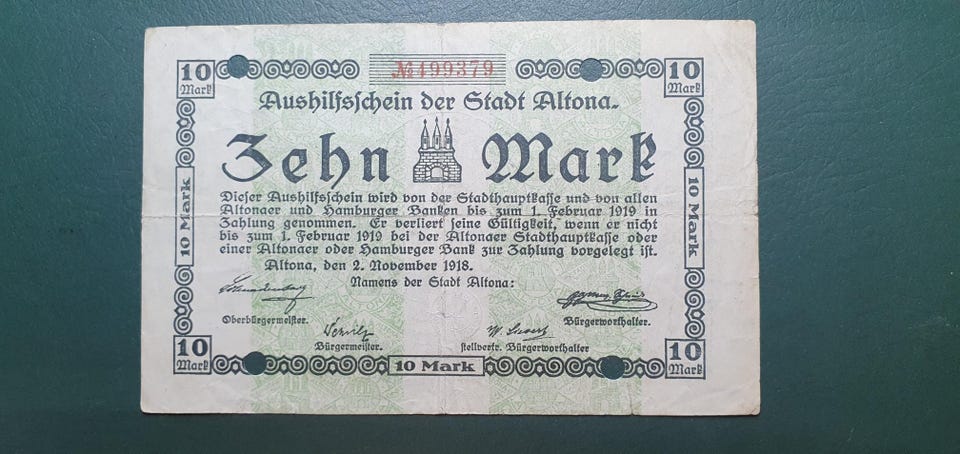 № 499379
10 Mark
10 Mark
Aushilfsschein der Stadt Altona.
Zehn Mark
Dieser Aushilfsschein wird von der Stadthauptkasse und von allen
Altonaer und Hamburger Banken bis zum 1. Februar 1919 in
Zahlung genommen. Er verliert seine Gültigkeit, wenn er nicht
bis zum 1. Februar 1919 bei der Altonaer Stadthauptkasse oder
einer Altonaer oder Hamburger Bank zur Zahlung vorgelegt ist.
Altona, den 2. November 1918.
Namens der Stadt Altona:
10 Mark
10 Mark
Oberbürgermeister.
Bürgerworthalter.
Bürgermeister.
stellvertr. Bürgerworthalter
10 Mark
10 Mark
10 Mark